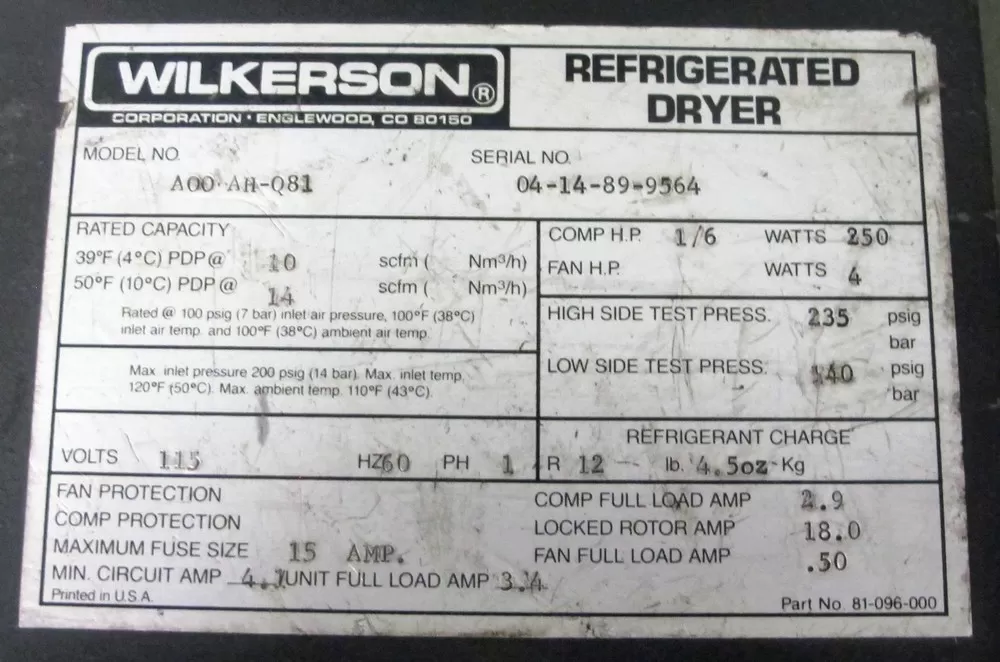 WILKERSON®
CORPORATION · ENGLEWOOD, CO 80150
REFRIGERATED
DRYER
MODEL NO.
A00-AH-Q81
SERIAL NO.
04-14-89-9564
RATED CAPACITY
39°F (4°C) PDP @ 10 scfm ( Nm³/h)
50°F (10°C) PDP @ 14 scfm ( Nm³/h)
Rated @ 100 psig (7 bar) inlet air pressure, 100°F (38°C)
inlet air temp. and 100°F (38°C) ambient air temp.
COMP H.P. 1/6 WATTS 250
FAN H.P. WATTS 4
HIGH SIDE TEST PRESS. 235 psig
bar
LOW SIDE TEST PRESS. 140 psig
bar
Max. inlet pressure 200 psig (14 bar). Max. inlet temp.
120°F (50°C). Max. ambient temp. 110°F (43°C).
VOLTS 115 HZ 60 PH 1
REFRIGERANT CHARGE
R 12 lb. 4.5oz Kg
FAN PROTECTION
COMP PROTECTION
MAXIMUM FUSE SIZE 15 AMP.
MIN. CIRCUIT AMP 4.1 UNIT FULL LOAD AMP 3.4
COMP FULL LOAD AMP 2.9
LOCKED ROTOR AMP 18.0
FAN FULL LOAD AMP .50
Printed in U.S.A.
Part No. 81-096-000